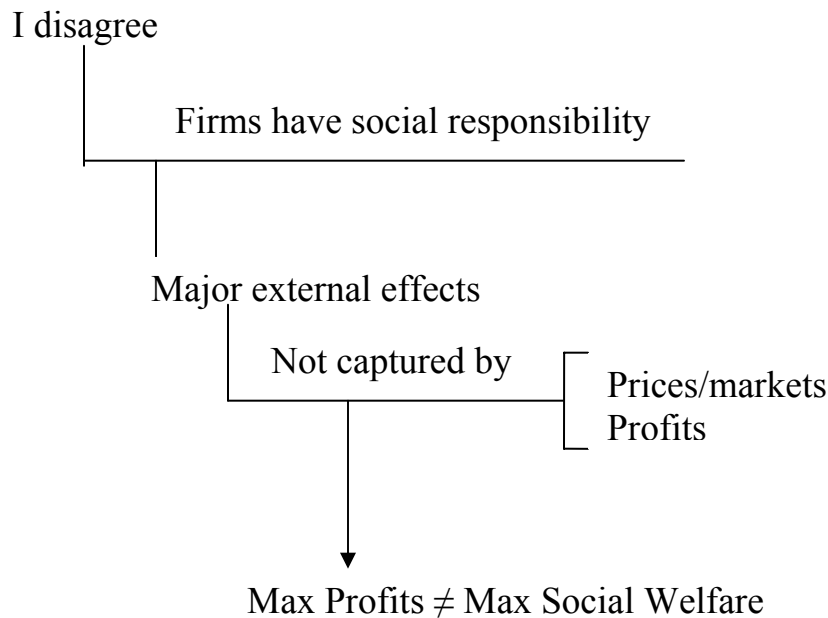 I disagree
Firms have social responsibility
Major external effects
Not captured by
Prices/markets
Profits
Max Profits ≠ Max Social Welfare